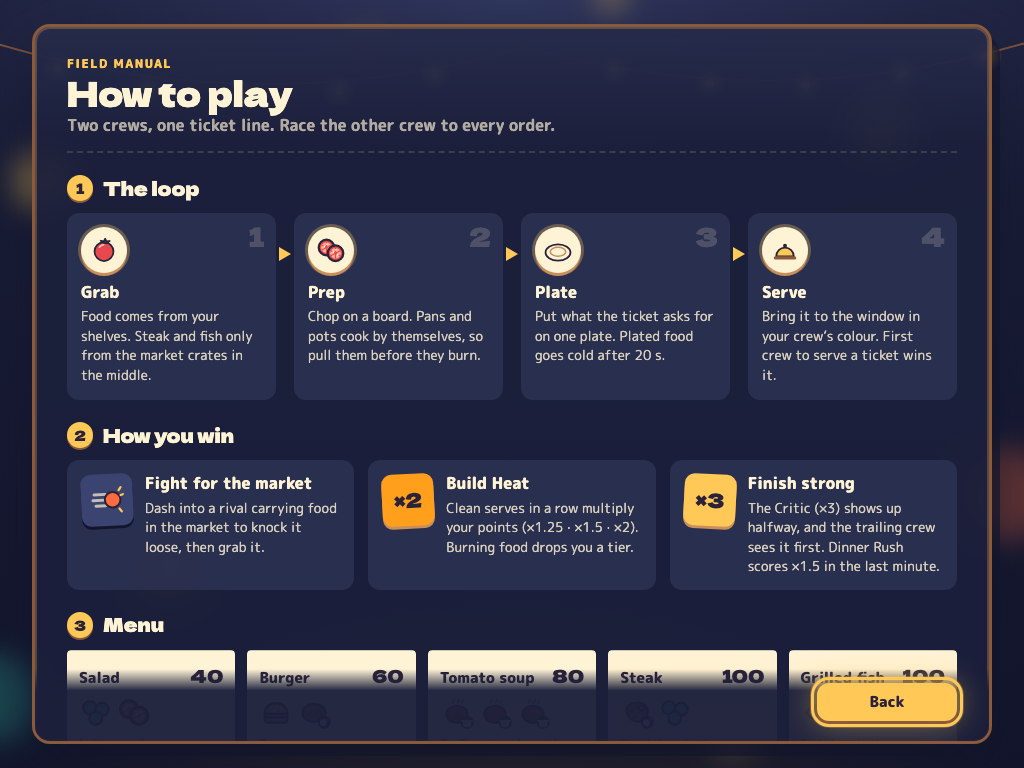 FIELD MANUAL
How to play
Two crews, one ticket line. Race the other crew to every order.
1 The loop
1
Grab
Food comes from your
shelves. Steak and fish only
from the market crates in
the middle.
2
Prep
Chop on a board. Pans and
pots cook by themselves, so
pull them before they burn.
3
Plate
Put what the ticket asks for
on one plate. Plated food
goes cold after 20 s.
4
Serve
Bring it to the window in
your crew’s colour. First
crew to serve a ticket wins
it.
2 How you win
Fight for the market
Dash into a rival carrying food
in the market to knock it
loose, then grab it.
×2
Build Heat
Clean serves in a row multiply
your points (×1.25 · ×1.5 · ×2).
Burning food drops you a tier.
×3
Finish strong
The Critic (×3) shows up
halfway, and the trailing crew
sees it first. Dinner Rush
scores ×1.5 in the last minute.
3 Menu
Salad 40
Burger 60
Tomato soup 80
Steak 100
Grilled fish 100
Back